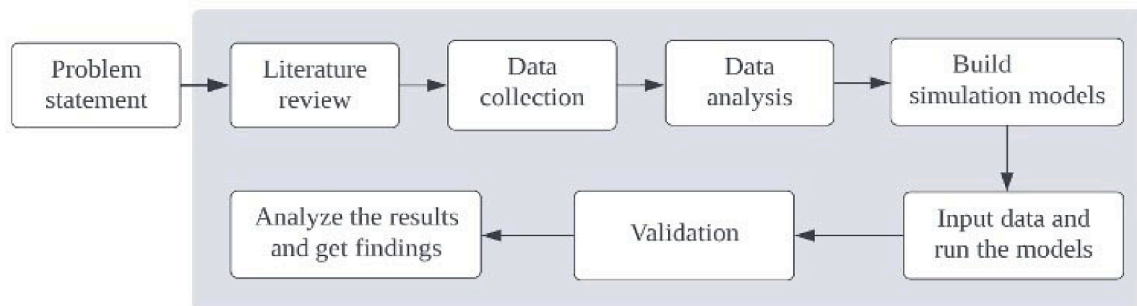 Problem
statement
Literature
review
Data
collection
Data
analysis
Build
simulation models
Input data and
run the models
Validation
Analyze the results
and get findings